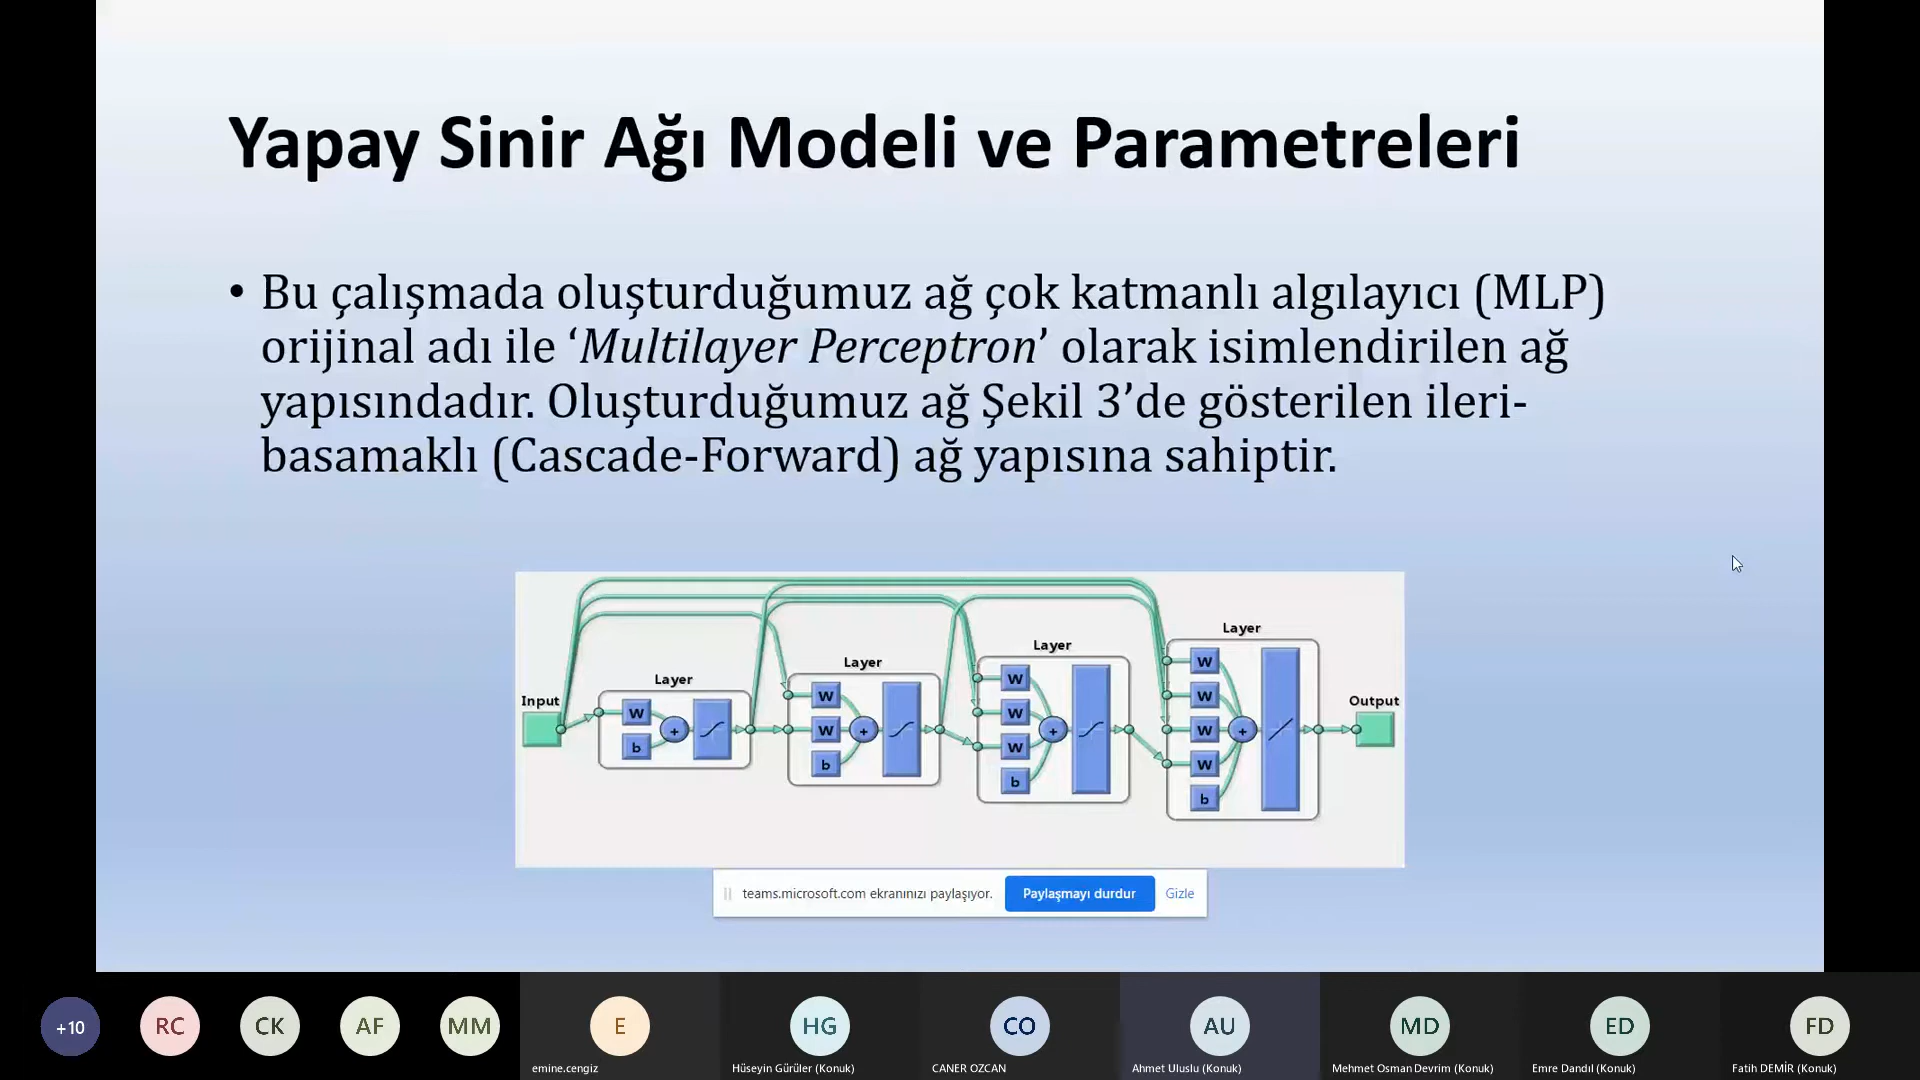 Yapay Sinir Ağı Modeli ve Parametreleri
• Bu çalışmada oluşturduğumuz ağ çok katmanlı algılayıcı (MLP)
orijinal adı ile ‘Multilayer Perceptron’ olarak isimlendirilen ağ
yapısındadır. Oluşturduğumuz ağ Şekil 3’de gösterilen ileri-
basamaklı (Cascade-Forward) ağ yapısına sahiptir.
Input
Layer
W
b
+
Layer
W
W
b
+
Layer
W
W
W
b
+
Layer
W
W
W
W
b
+
Output
teams.microsoft.com ekranınızı paylaşıyor. Paylaşmayı durdur Gizle
+10 RC CK AF MM E HG CO AU MD ED FD
emine.cengiz Hüseyin Gürüler (Konuk) CANER OZCAN Ahmet Uluslu (Konuk) Mehmet Osman Devrim (Konuk) Emre Dandıl (Konuk) Fatih DEMİR (Konuk)